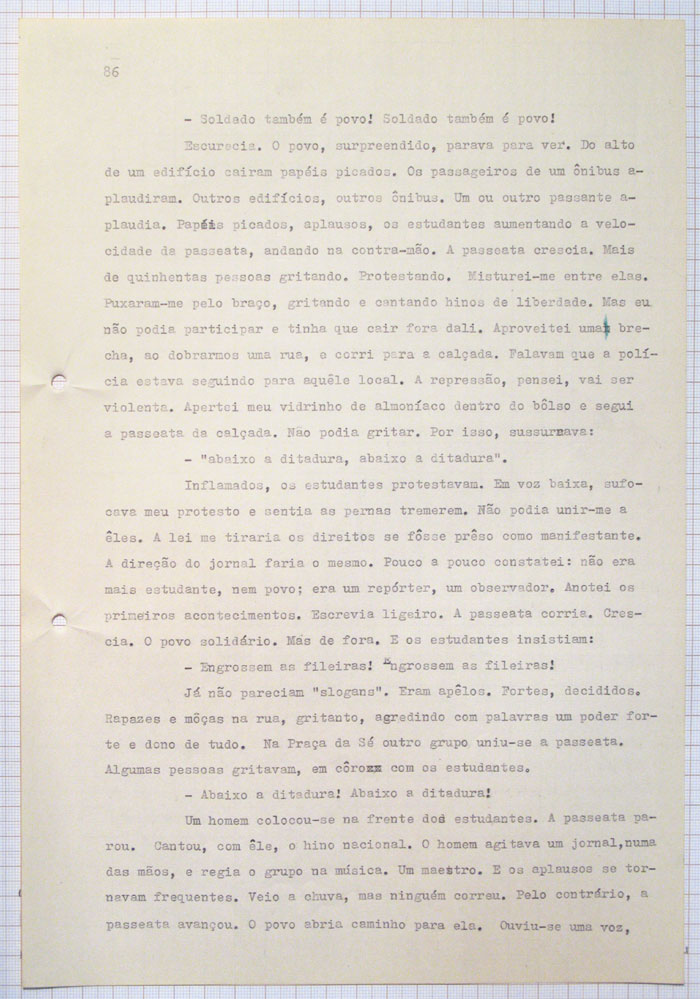 86
- Soldado também é povo! Soldado também é povo!
Escurecia. O povo, surpreendido, parava para ver. Do alto
de um edifício cairam papéis picados. Os passageiros de um ônibus a-
plaudiram. Outros edifícios, outros ônibus. Um ou outro passante a-
plaudia. Papéis picados, aplausos, os estudantes aumentando a velo-
cidade da passeata, andando na contra-mão. A passeata crescia. Mais
de quinhentas pessoas gritando. Protestando. Misturei-me entre elas.
Puxaram-me pelo braço, gritando e cantando hinos de liberdade. Mas eu
não podia participar e tinha que cair fora dali. Aproveitei uma bre-
cha, ao dobrarmos uma rua, e corri para a calçada. Falavam que a polí-
cia estava seguindo para aquêle local. A repressão, pensei, vai ser
violenta. Apertei meu vidrinho de almoníaco dentro do bôlso e segui
a passeata da calçada. Não podia gritar. Por isso, sussurrava:
- "abaixo a ditadura, abaixo a ditadura".
Inflamados, os estudantes protestavam. Em voz baixa, sufo-
cava meu protesto e sentia as pernas tremerem. Não podia unir-me a
êles. A lei me tiraria os direitos se fôsse prêso como manifestante.
A direção do jornal faria o mesmo. Pouco a pouco constatei: não era
mais estudante, nem povo; era um repórter, um observador. Anotei os
primeiros acontecimentos. Escrevia ligeiro. A passeata corria. Cres-
cia. O povo solidário. Mas de fora. E os estudantes insistiam:
- Engrossem as fileiras! Engrossem as fileiras!
Já não pareciam "slogans". Eram apêlos. Fortes, decididos.
Rapazes e môças na rua, gritanto, agredindo com palavras um poder for-
te e dono de tudo. Na Praça da Sé outro grupo uniu-se a passeata.
Algumas pessoas gritavam, em côro com os estudantes.
- Abaixo a ditadura! Abaixo a ditadura!
Um homem colocou-se na frente dos estudantes. A passeata pa-
rou. Cantou, com êle, o hino nacional. O homem agitava um jornal,numa
das mãos, e regia o grupo na música. Um maestro. E os aplausos se tor-
navam frequentes. Veio a chuva, mas ninguém correu. Pelo contrário, a
passeata avançou. O povo abria caminho para ela. Ouviu-se uma voz,